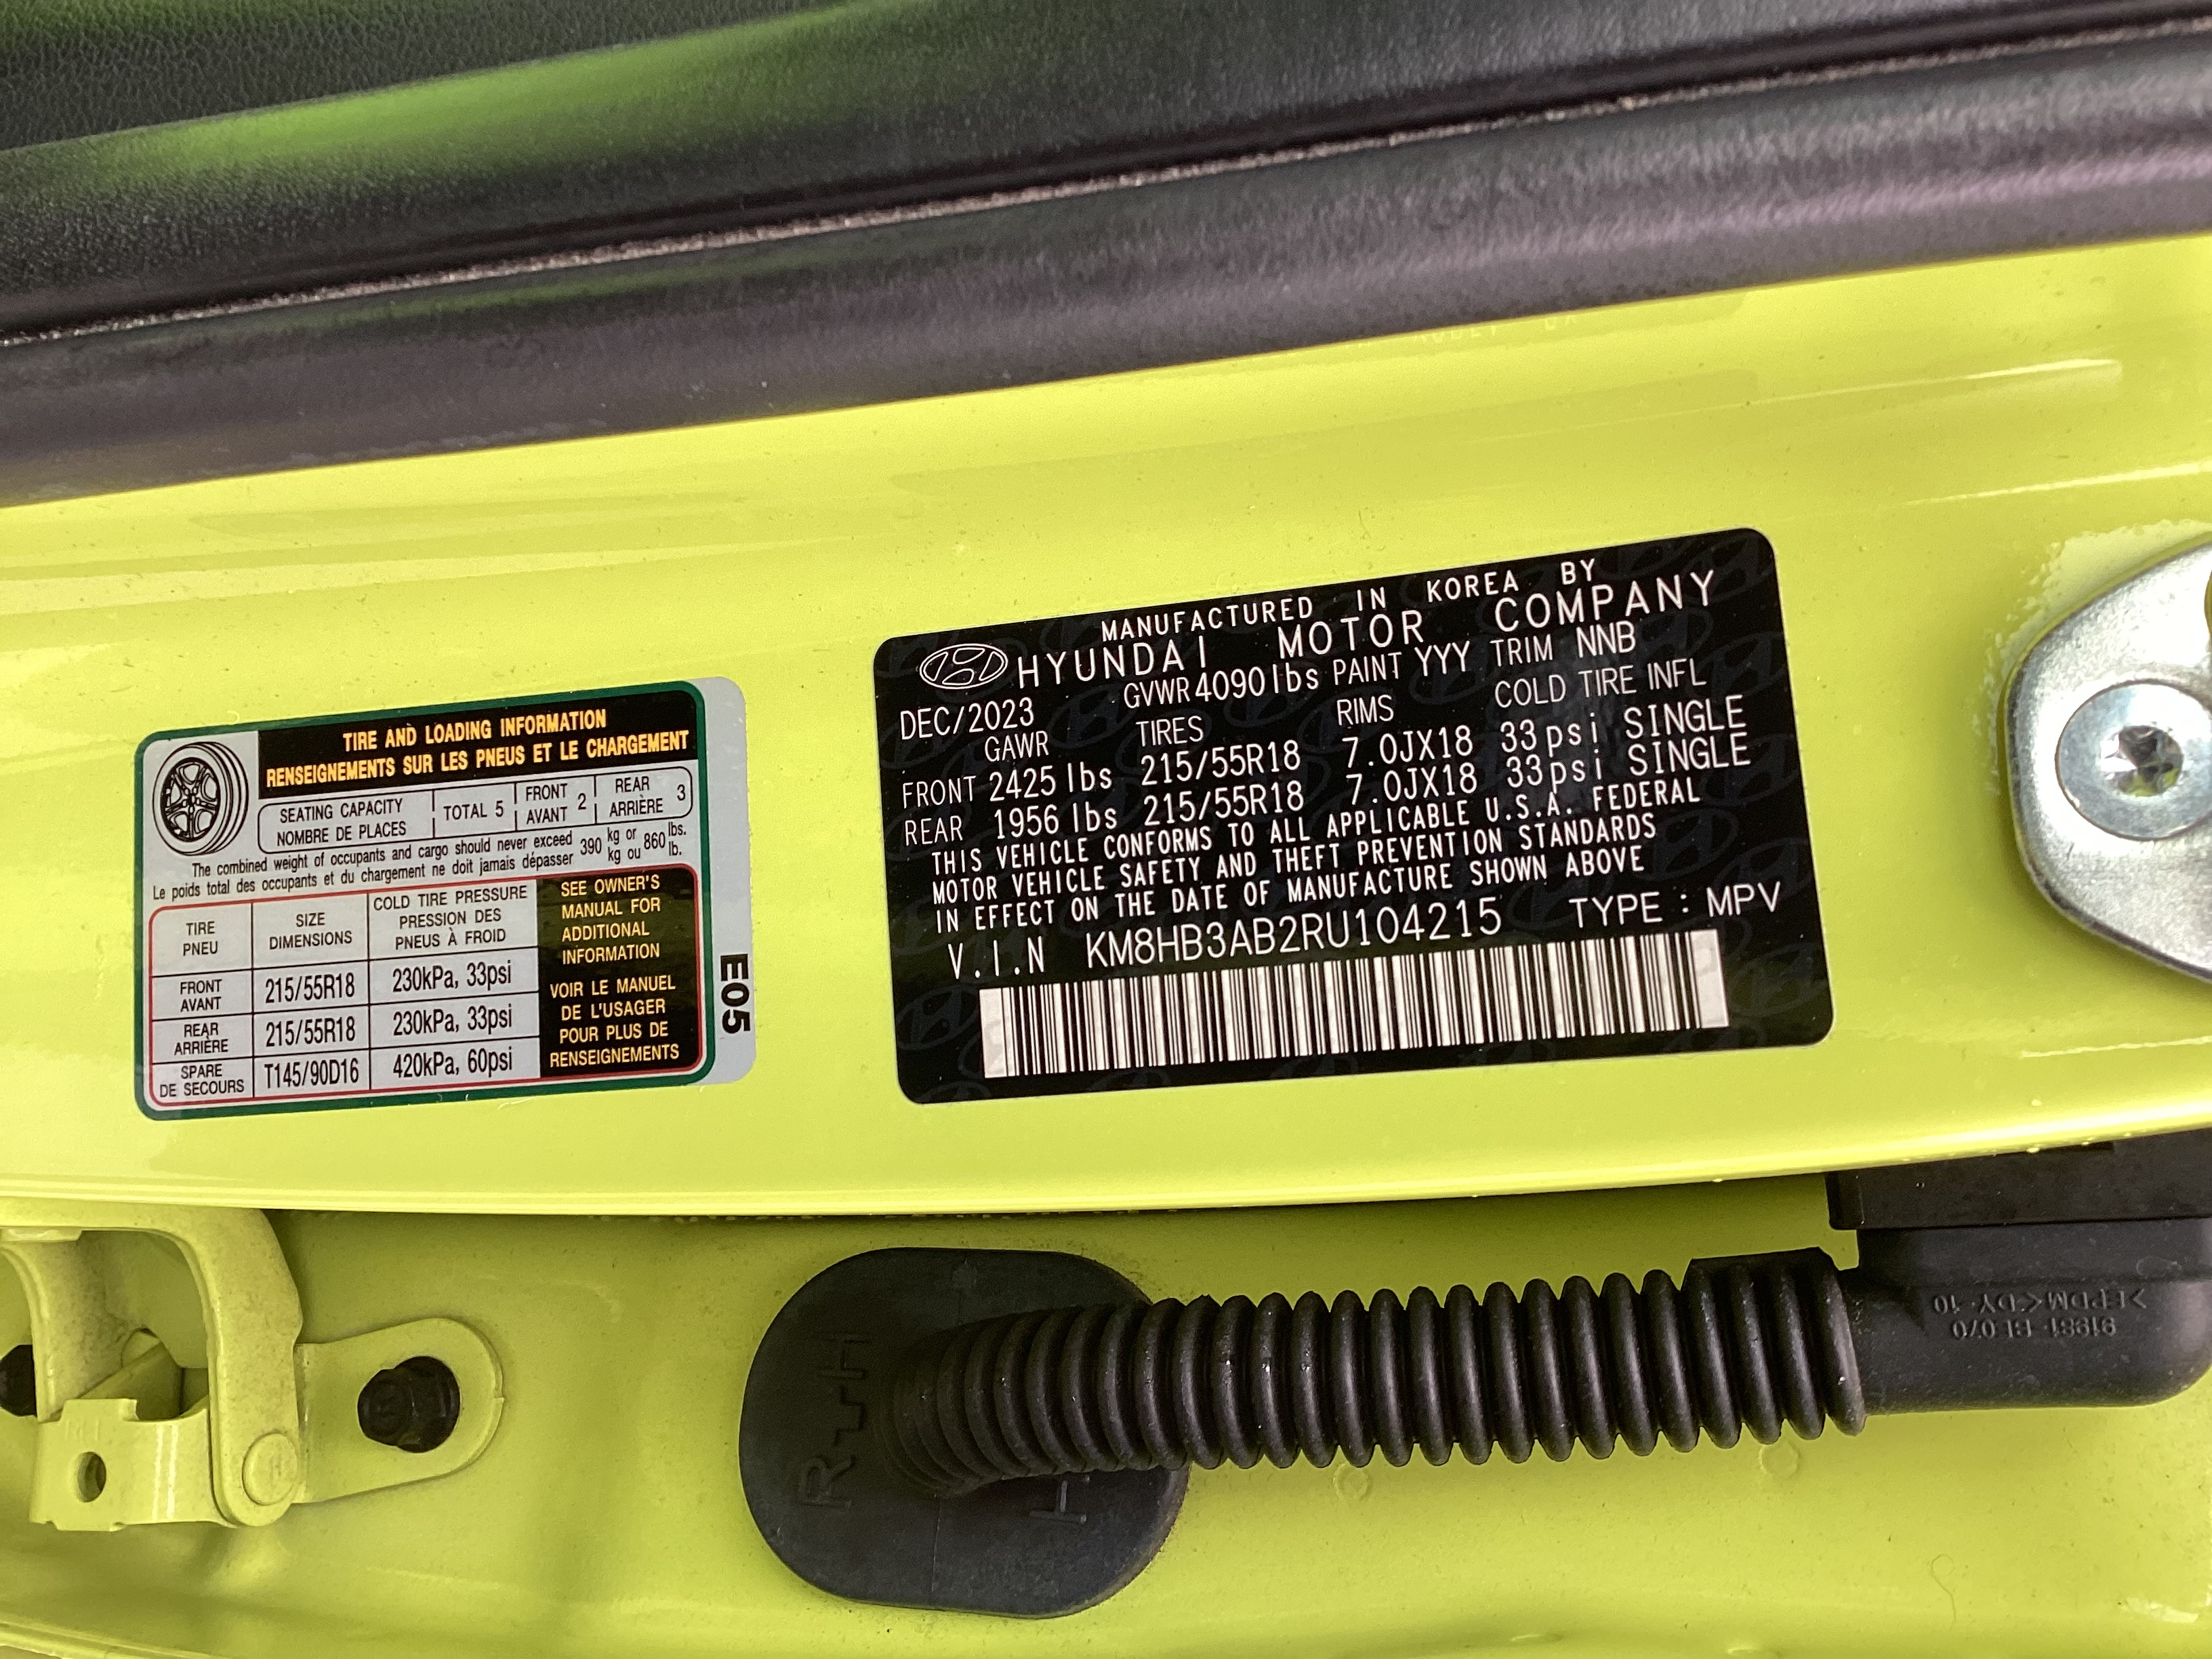 TIRE AND LOADING INFORMATION
RENSEIGNEMENTS SUR LES PNEUS ET LE CHARGEMENT
SEATING CAPACITY
NOMBRE DE PLACES
TOTAL 5
FRONT
AVANT
2
REAR
ARRIÈRE
3
The combined weight of occupants and cargo should never exceed 390 kg or 860 lbs.
Le poids total des occupants et du chargement ne doit jamais dépasser kg ou lb.
TIRE
PNEU
SIZE
DIMENSIONS
COLD TIRE PRESSURE
PRESSION DES
PNEUS À FROID
FRONT
AVANT
215/55R18
230kPa, 33psi
REAR
ARRIÈRE
215/55R18
230kPa, 33psi
SPARE
DE SECOURS
T145/90D16
420kPa, 60psi
SEE OWNER'S
MANUAL FOR
ADDITIONAL
INFORMATION
VOIR LE MANUEL
DE L'USAGER
POUR PLUS DE
RENSEIGNEMENTS
E05
MANUFACTURED IN KOREA BY
HYUNDAI MOTOR COMPANY
DEC/2023 GVWR 4090lbs PAINT YYY TRIM NNB
GAWR TIRES RIMS COLD TIRE INFL
FRONT 2425 lbs 215/55R18 7.0JX18 33psi SINGLE
REAR 1956 lbs 215/55R18 7.0JX18 33psi SINGLE
THIS VEHICLE CONFORMS TO ALL APPLICABLE U.S.A. FEDERAL
MOTOR VEHICLE SAFETY AND THEFT PREVENTION STANDARDS
IN EFFECT ON THE DATE OF MANUFACTURE SHOWN ABOVE
V.I.N KM8HB3AB2RU104215 TYPE : MPV
>EPDM< DY-10